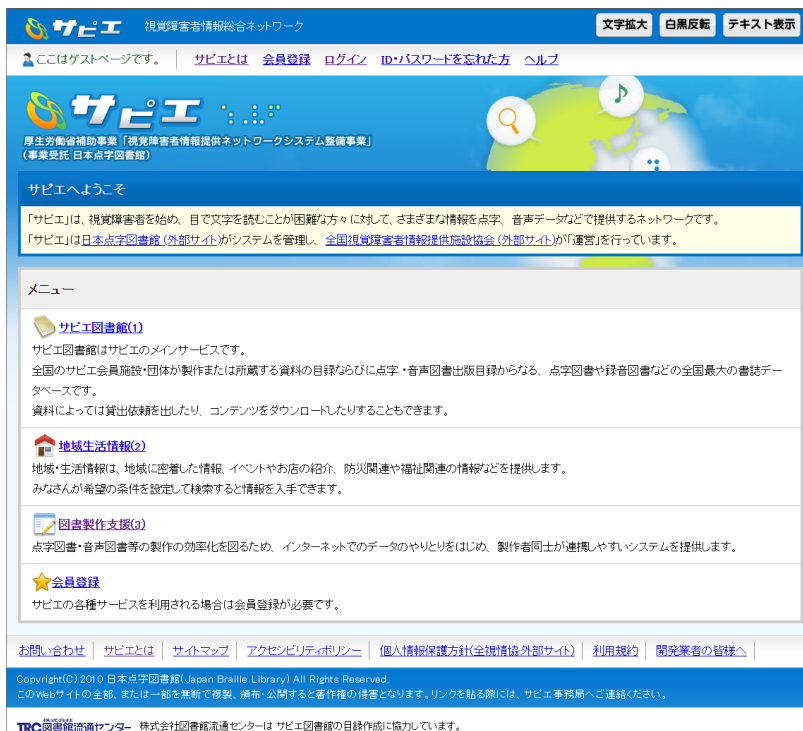 サピエ 視覚障害者情報総合ネットワーク 文字拡大 白黒反転 テキスト表示
ここはゲストページです。 サピエとは 会員登録 ログイン ID・パスワードを忘れた方 ヘルプ
サピエ
厚生労働省補助事業「視覚障害者情報提供ネットワークシステム整備事業」
(事業受託 日本点字図書館)
サピエへようこそ
「サピエ」は、視覚障害者を始め、目で文字を読むことが困難な方々に対して、さまざまな情報を点字、音声データなどで提供するネットワークです。
「サピエ」は日本点字図書館(外部サイト)がシステムを管理し、全国視覚障害者情報提供施設協会(外部サイト)が「運営」を行っています。
メニュー
サピエ図書館(1)
サピエ図書館はサピエのメインサービスです。
全国のサピエ会員施設・団体が製作または所蔵する資料の目録ならびに点字・音声図書出版目録からなる、点字図書や録音図書などの全国最大の書誌デー
タベースです。
資料によっては貸出依頼を出したり、コンテンツをダウンロードしたりすることもできます。
地域生活情報(2)
地域・生活情報は、地域に密着した情報、イベントやお店の紹介、防災関連や福祉関連の情報などを提供します。
みなさんが希望の条件を設定して検索すると情報を入手できます。
図書製作支援(3)
点字図書・音声図書等の製作の効率化を図るため、インターネットでのデータのやりとりをはじめ、製作者同士が連携しやすいシステムを提供します。
会員登録
サピエの各種サービスを利用される場合は会員登録が必要です。
お問い合わせ サピエとは サイトマップ アクセシビリティポリシー 個人情報保護方針(全視情協外部サイト) 利用規約 開発業者の皆様へ
Copyright(C) 2010 日本点字図書館(Japan Braille Library) All Rights Reserved.
このWebサイトの全部、または一部を無断で複製、頒布・公開すると著作権の侵害となります。リンクを貼る際には、サピエ事務局へご連絡ください。
TRC 株式会社 図書館流通センター 株式会社図書館流通センターは サピエ図書館の目録作成に協力しています。